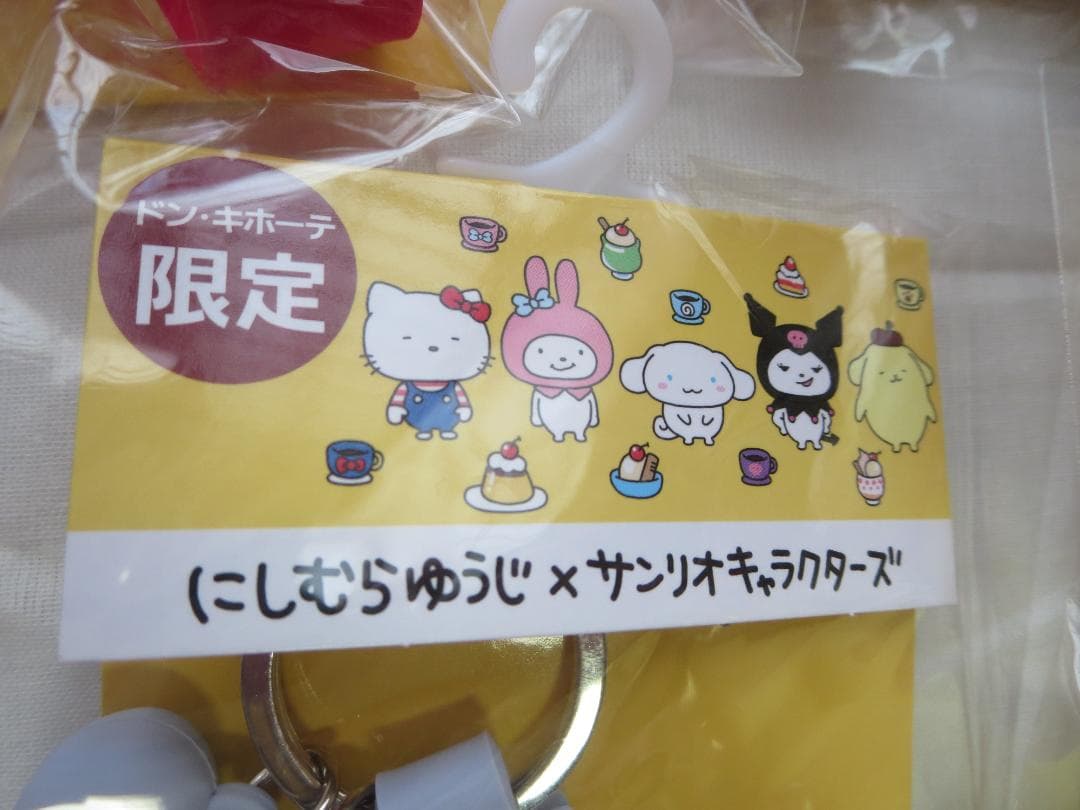 ドン・キホーテ
限定
にしむらゆうじ×サンリオキャラクターズ